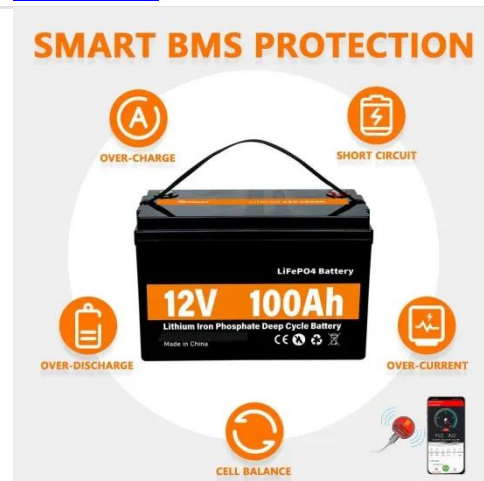 SMART BMS PROTECTION
OVER-CHARGE
SHORT CIRCUIT
LiFePO4 Battery
12V 100Ah
Lithium Iron Phosphate Deep Cycle Battery
Made in China
CE
OVER-DISCHARGE
OVER-CURRENT
CELL BALANCE